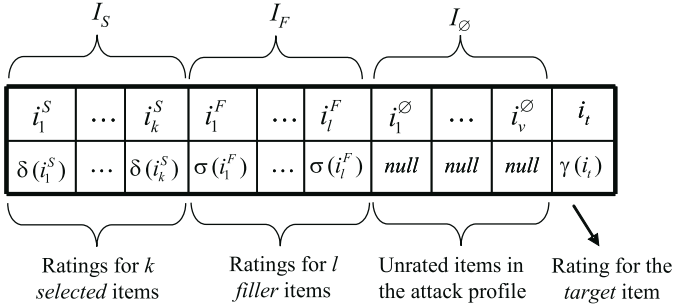 I_S I_F I_∅
i_1^S ... i_k^S i_1^F ... i_l^F i_1^∅ ... i_v^∅ i_t
δ(i_1^S) ... δ(i_k^S) σ(i_1^F) ... σ(i_l^F) null null null γ(i_t)
Ratings for k Ratings for l Unrated items in Rating for the
selected items filler items the attack profile target item